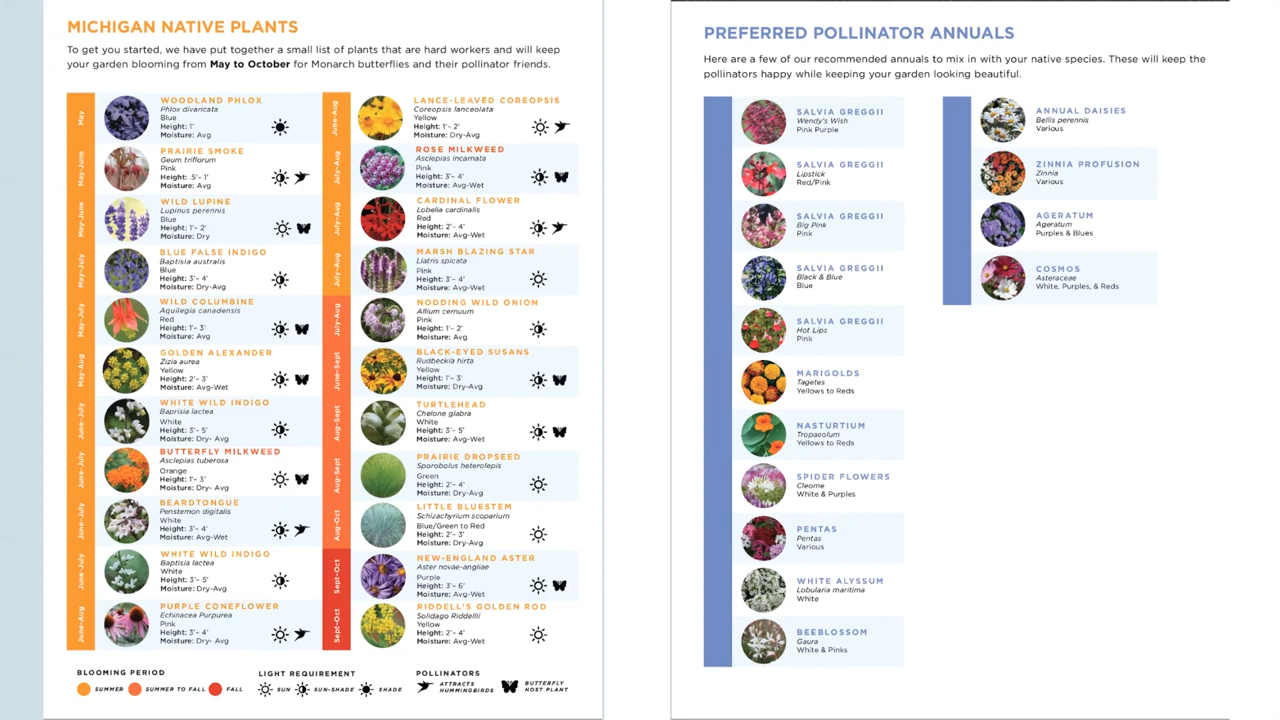 MICHIGAN NATIVE PLANTS
To get you started, we have put together a small list of plants that are hard workers and will keep
your garden blooming from May to October for Monarch butterflies and their pollinator friends.
May
WOODLAND PHLOX
Phlox divaricata
Blue
Height: 1'
Moisture: Avg
May-June
PRAIRIE SMOKE
Geum triflorum
Pink
Height: .5'– 1'
Moisture: Avg
May-June
WILD LUPINE
Lupinus perennis
Blue
Height: 1'– 2'
Moisture: Dry
May-July
BLUE FALSE INDIGO
Baptisia australis
Blue
Height: 3'– 4'
Moisture: Dry-Avg
May-July
WILD COLUMBINE
Aquilegia canadensis
Red
Height: 1'– 3'
Moisture: Avg
May-Aug
GOLDEN ALEXANDER
Zizia aurea
Yellow
Height: 2'– 3'
Moisture: Avg-Wet
June-July
WHITE WILD INDIGO
Baprisia lactea
White
Height: 3'– 5'
Moisture: Dry- Avg
June-July
BUTTERFLY MILKWEED
Asclepias tuberosa
Orange
Height: 1'– 3'
Moisture: Dry- Avg
June-July
BEARDTONGUE
Penstemon digitalis
White
Height: 3'– 4'
Moisture: Avg-Wet
June-July
WHITE WILD INDIGO
Baptisia lactea
White
Height: 3'– 5'
Moisture: Dry-Avg
June-Aug
PURPLE CONEFLOWER
Echinacea Purpurea
Pink
Height: 3'– 4'
Moisture: Dry- Avg
June-Aug
LANCE-LEAVED COREOPSIS
Coreopsis lanceolata
Yellow
Height: 1'– 2'
Moisture: Dry-Avg
July-Aug
ROSE MILKWEED
Asclepias incarnata
Pink
Height: 3'– 4'
Moisture: Avg-Wet
July-Aug
CARDINAL FLOWER
Lobelia cardinalis
Red
Height: 2'– 4'
Moisture: Avg-Wet
July-Aug
MARSH BLAZING STAR
Liatris spicata
Pink
Height: 3'– 4'
Moisture: Avg-Wet
July-Aug
NODDING WILD ONION
Allium cernuum
Pink
Height: 1'– 2'
Moisture: Avg
June-Sept
BLACK-EYED SUSANS
Rudbeckia hirta
Yellow
Height: 1'– 3'
Moisture: Dry-Avg
Aug-Sept
TURTLEHEAD
Chelone glabra
White
Height: 3'– 5'
Moisture: Avg-Wet
Aug-Sept
PRAIRIE DROPSEED
Sporobolus heterolepis
Green
Height: 2'– 4'
Moisture: Dry-Avg
Aug-Oct
LITTLE BLUESTEM
Schizachyrium scoparium
Blue/Green to Red
Height: 2'– 3'
Moisture: Dry-Avg
Sept-Oct
NEW-ENGLAND ASTER
Aster novae-angliae
Purple
Height: 3'– 6'
Moisture: Avg-Wet
Sept-Oct
RIDDELL'S GOLDEN ROD
Solidago Riddellii
Yellow
Height: 2'– 4'
Moisture: Avg-Wet
BLOOMING PERIOD
SUMMER SUMMER TO FALL FALL
LIGHT REQUIREMENT
SUN SUN-SHADE SHADE
POLLINATORS
ATTRACTS
HUMMINGBIRDS
BUTTERFLY
HOST PLANT
PREFERRED POLLINATOR ANNUALS
Here are a few of our recommended annuals to mix in with your native species. These will keep the
pollinators happy while keeping your garden looking beautiful.
SALVIA GREGGII
Wendy's Wish
Pink Purple
SALVIA GREGGII
Lipstick
Red/Pink
SALVIA GREGGII
Big Pink
Pink
SALVIA GREGGII
Black & Blue
Blue
SALVIA GREGGII
Hot Lips
Pink
MARIGOLDS
Tagetes
Yellows to Reds
NASTURTIUM
Tropaeolum
Yellows to Reds
SPIDER FLOWERS
Cleome
White & Purples
PENTAS
Pentas
Various
WHITE ALYSSUM
Lobularia maritima
White
BEEBLOSSOM
Gaura
White & Pinks
ANNUAL DAISIES
Bellis perennis
Various
ZINNIA PROFUSION
Zinnia
Various
AGERATUM
Ageratum
Purples & Blues
COSMOS
Asteraceae
White, Purples, & Reds